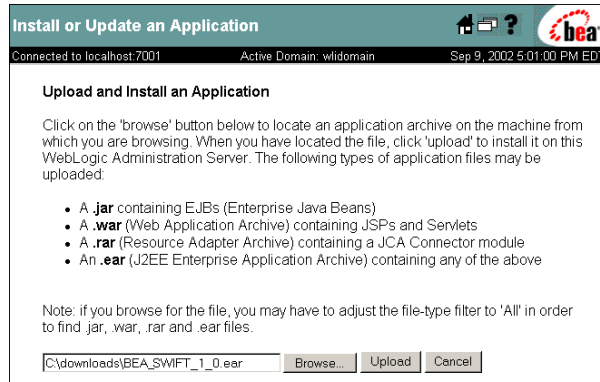 Install or Update an Application
?
bea
Connected to localhost:7001 Active Domain: wlidomain Sep 9, 2002 5:01:00 PM ED
Upload and Install an Application
Click on the 'browse' button below to locate an application archive on the machine from
which you are browsing. When you have located the file, click 'upload' to install it on this
WebLogic Administration Server. The following types of application files may be
uploaded:
• A .jar containing EJBs (Enterprise Java Beans)
• A .war (Web Application Archive) containing JSPs and Servlets
• A .rar (Resource Adapter Archive) containing a JCA Connector module
• An .ear (J2EE Enterprise Application Archive) containing any of the above
Note: if you browse for the file, you may have to adjust the file-type filter to 'All' in order
to find .jar, .war, .rar and .ear files.
C:\downloads\BEA_SWIFT_1_0.ear Browse... Upload Cancel